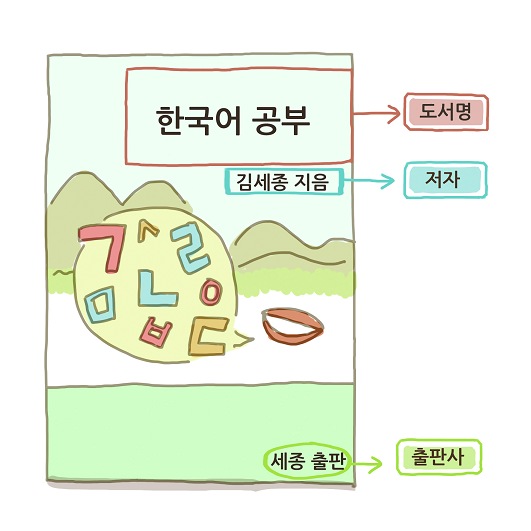 한국어 공부
도서명
김세종 지음
저자
ㄱ ㅅ ㄹ
ㅁ ㄴ ㅇ
ㅂ ㄷ
세종 출판
출판사